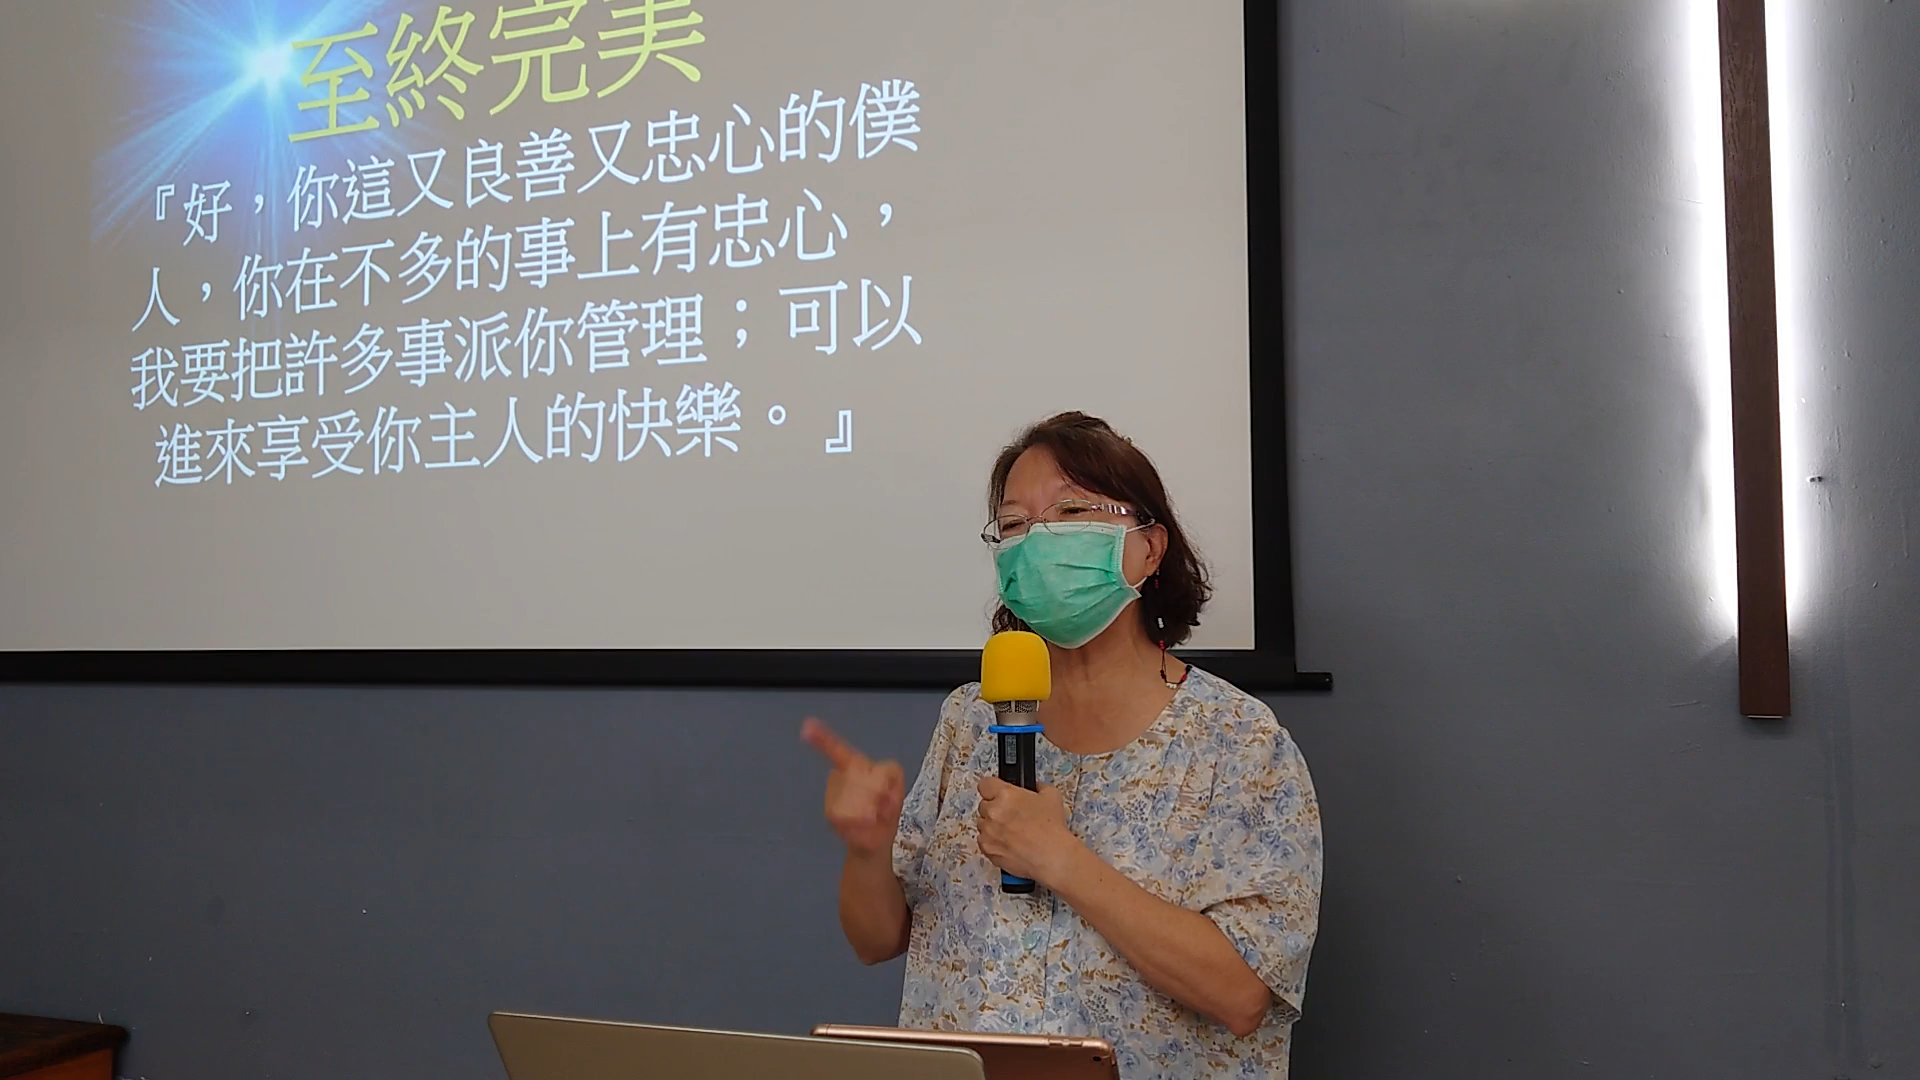 至終完美
『好，你這又良善又忠心的僕
人，你在不多的事上有忠心，
我要把許多事派你管理；可以
進來享受你主人的快樂。』